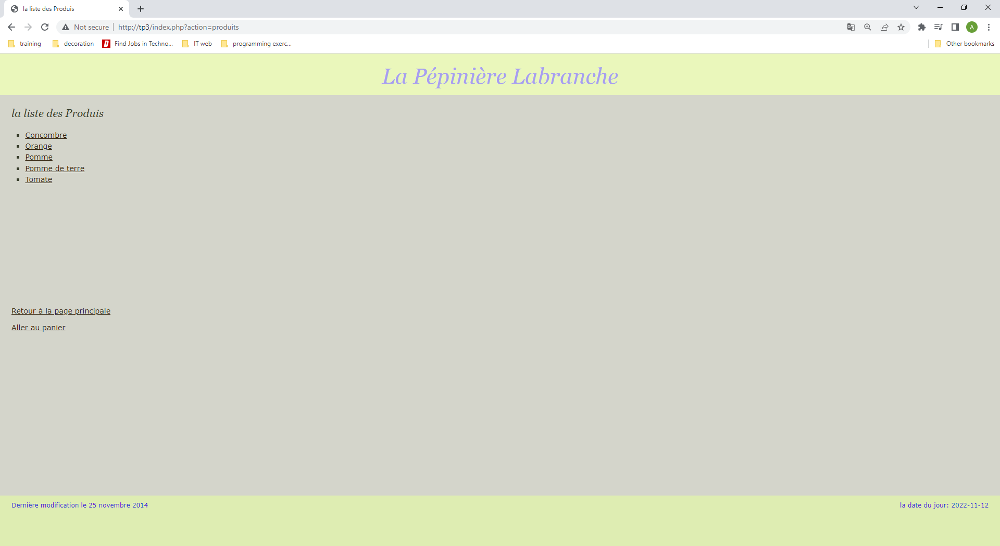 la liste des Produis
Not secure http://tp3/index.php?action=produits
A
training decoration D Find Jobs in Techno... IT web programming exerc... Other bookmarks
La Pépinière Labranche
la liste des Produis
Concombre
Orange
Pomme
Pomme de terre
Tomate
Retour à la page principale
Aller au panier
Dernière modification le 25 novembre 2014 la date du jour: 2022-11-12